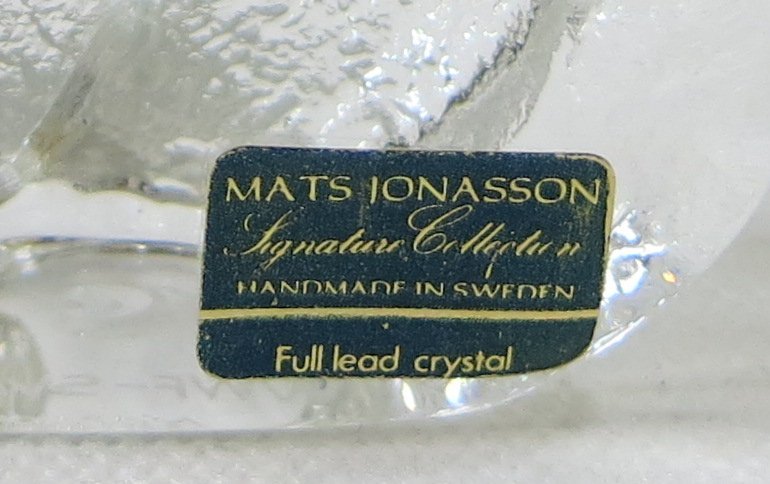 MATS JONASSON
Signature Collection
HANDMADE IN SWEDEN
Full lead crystal